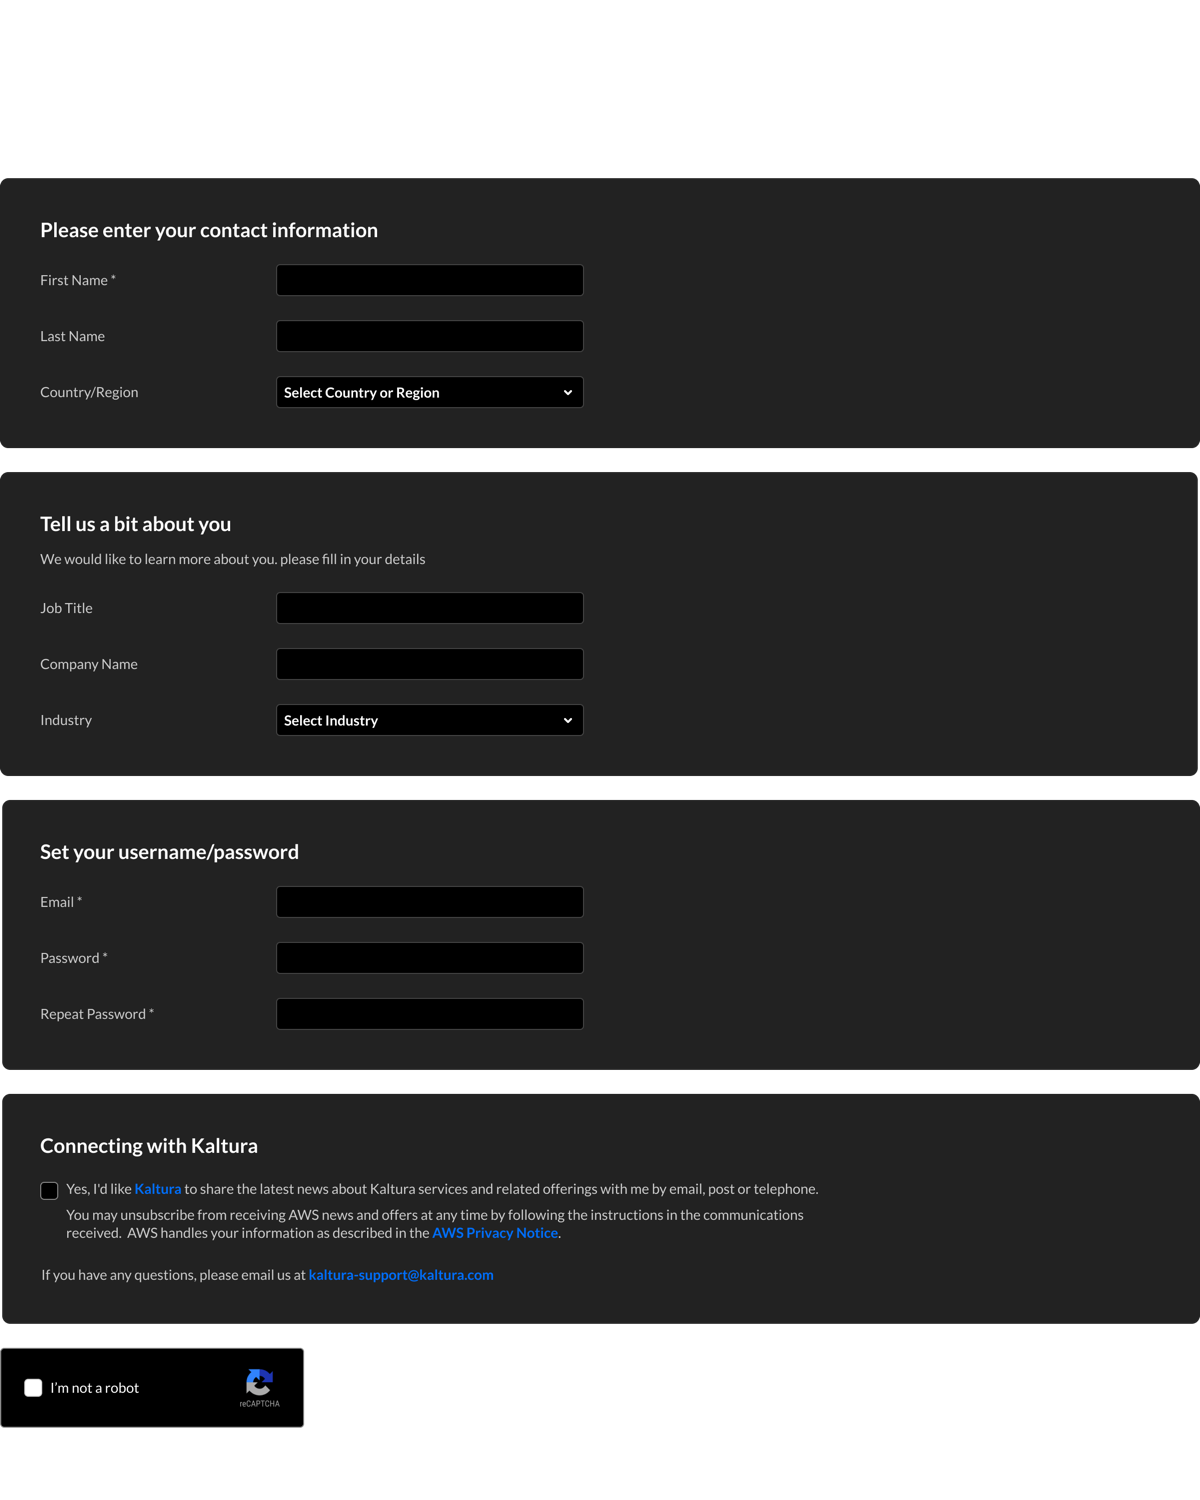 Please enter your contact information
First Name *
Last Name
Country/Region
Select Country or Region
Tell us a bit about you
We would like to learn more about you. please fill in your details
Job Title
Company Name
Industry
Select Industry
Set your username/password
Email *
Password *
Repeat Password *
Connecting with Kaltura
Yes, I'd like Kaltura to share the latest news about Kaltura services and related offerings with me by email, post or telephone.
You may unsubscribe from receiving AWS news and offers at any time by following the instructions in the communications
received.  AWS handles your information as described in the AWS Privacy Notice.
If you have any questions, please email us at kaltura-support@kaltura.com
I'm not a robot
reCAPTCHA